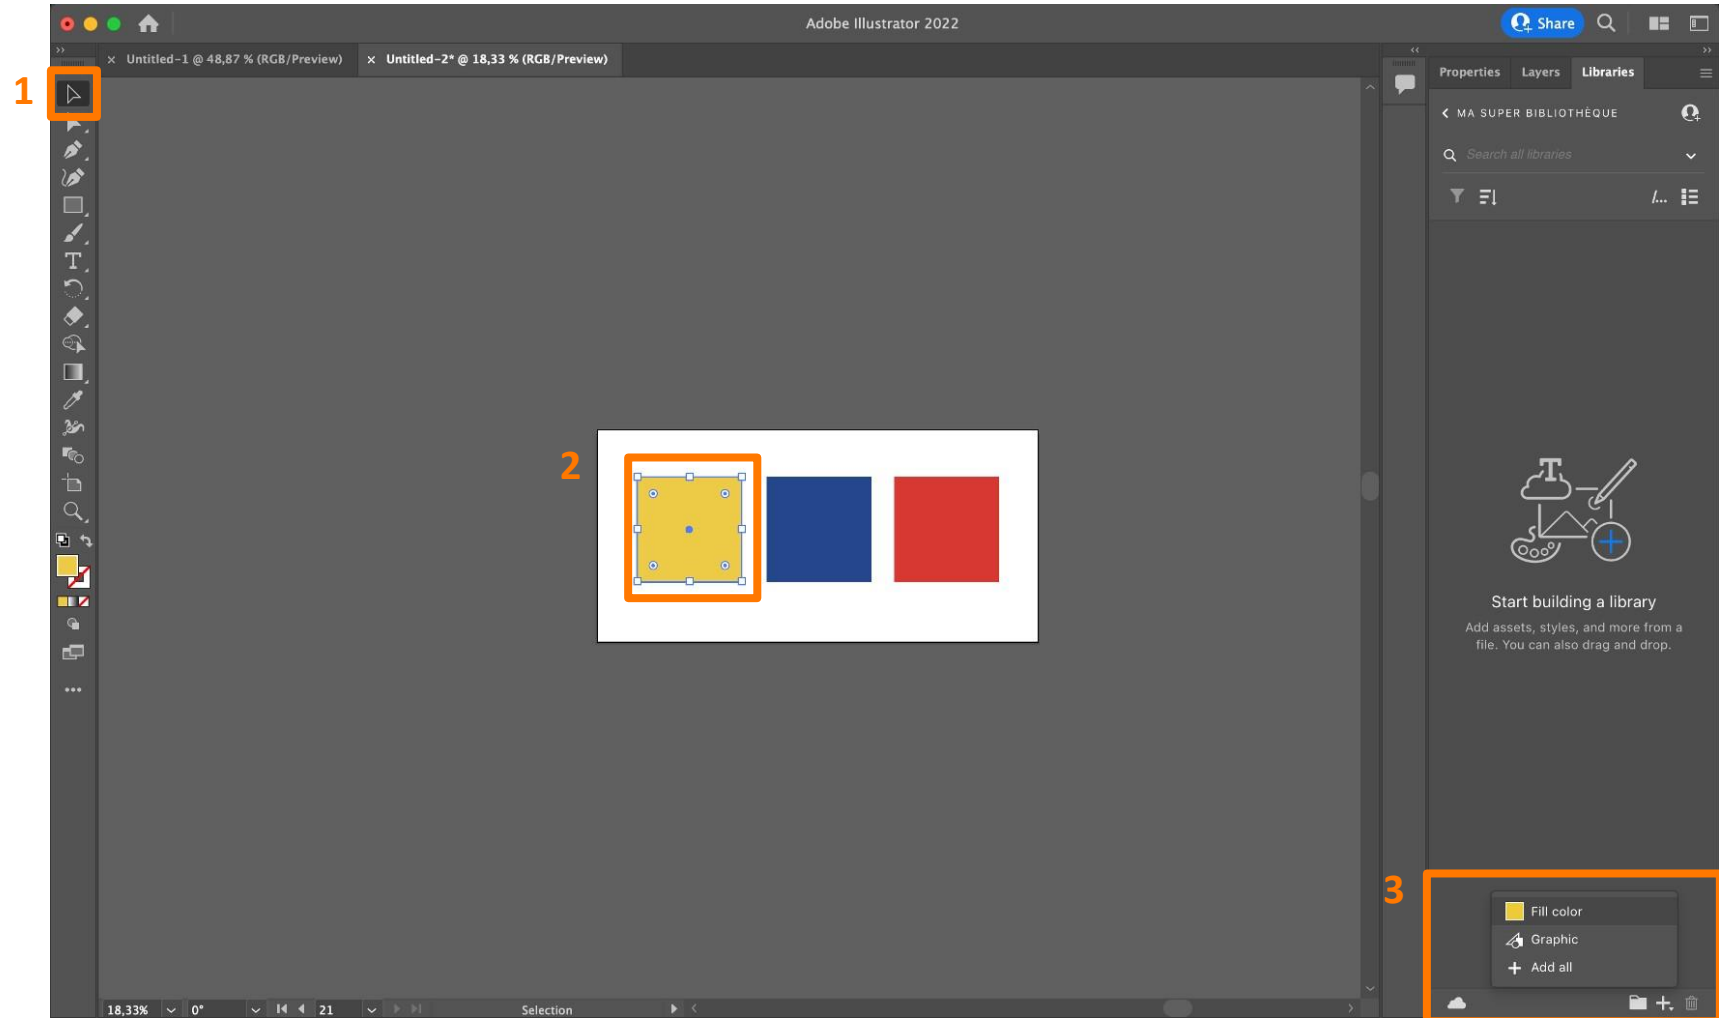 Adobe Illustrator 2022
Share
Untitled-1 @ 48,87 % (RGB/Preview)
Untitled-2* @ 18,33 % (RGB/Preview)
Properties Layers Libraries
1
MA SUPER BIBLIOTHÈQUE
Search all libraries
/...
T
2
T
Start building a library
Add assets, styles, and more from a
file. You can also drag and drop.
3
Fill color
Graphic
Add all
18,33% 0° 21 Selection